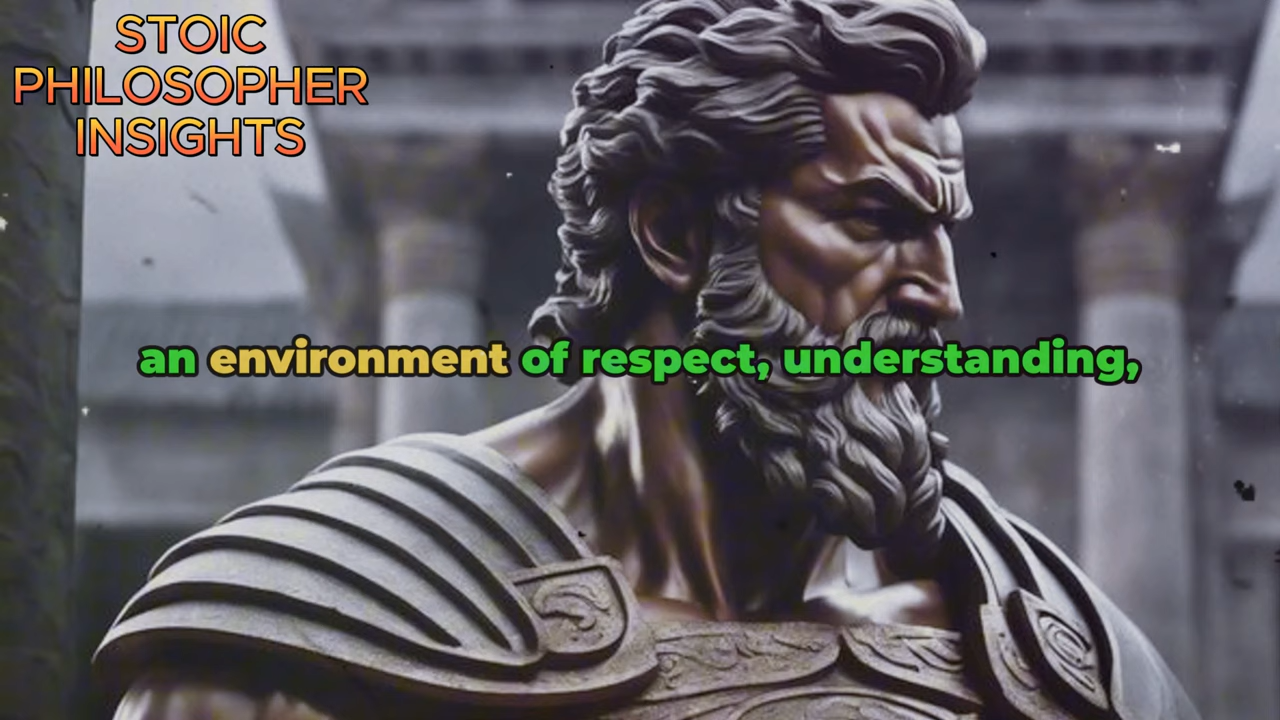 STOIC
PHILOSOPHER
INSIGHTS
an environment of respect, understanding,